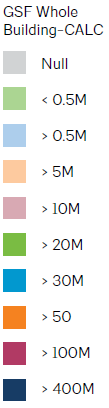 GSF Whole
Building-CALC
Null
< 0.5M
> 0.5M
> 5M
> 10M
> 20M
> 30M
> 50
> 100M
> 400M